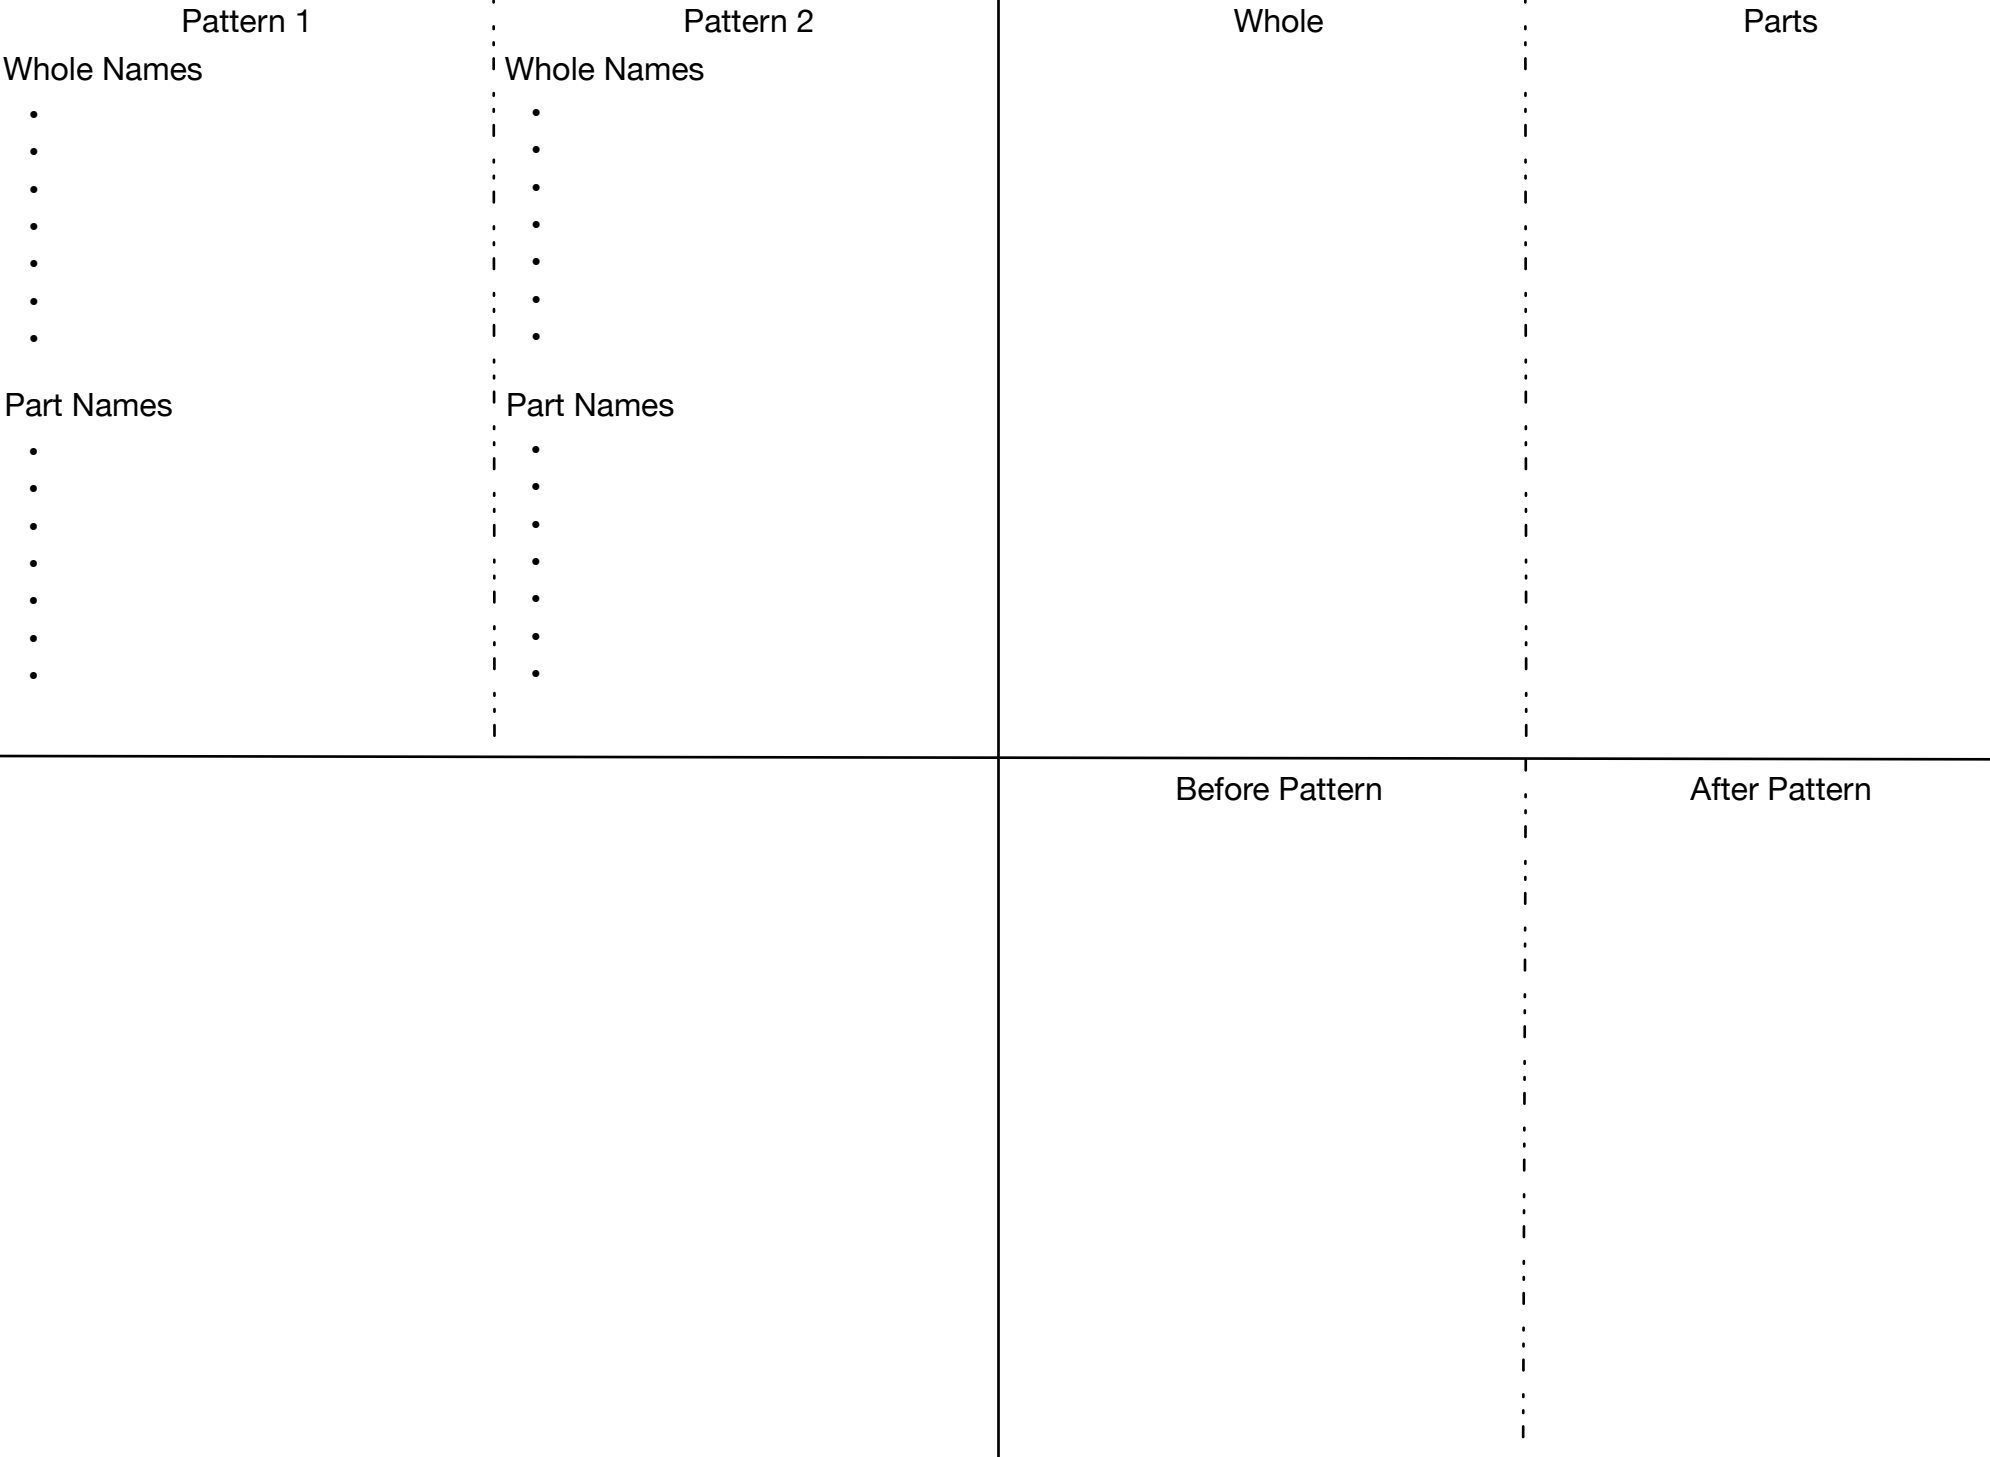 Pattern 1
Whole Names
•
•
•
•
•
•
•
Part Names
•
•
•
•
•
•
•
Pattern 2
Whole Names
•
•
•
•
•
•
•
Part Names
•
•
•
•
•
•
•
Whole
Parts
Before Pattern
After Pattern